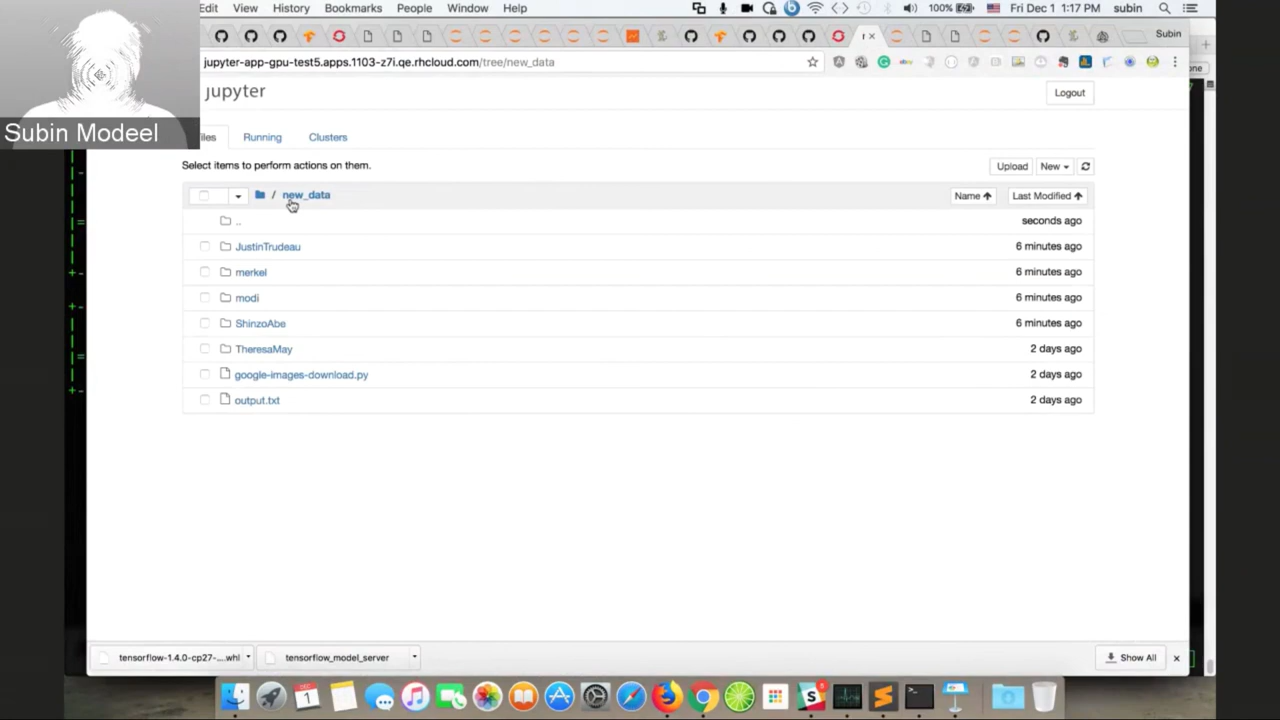 Edit View History Bookmarks People Window Help 100% Fri Dec 1 1:17 PM subin
Subin
jupyter-app-gpu-test5.apps.1103-z7i.qe.rhcloud.com/tree/new_data
jupyter Logout
Subin Modeel
Running Clusters
Select items to perform actions on them. Upload New
/ new_data Name Last Modified
.. seconds ago
JustinTrudeau 6 minutes ago
merkel 6 minutes ago
modi 6 minutes ago
ShinzoAbe 6 minutes ago
TheresaMay 2 days ago
google-images-download.py 2 days ago
output.txt 2 days ago
tensorflow-1.4.0-cp27-....whl tensorflow_model_server Show All